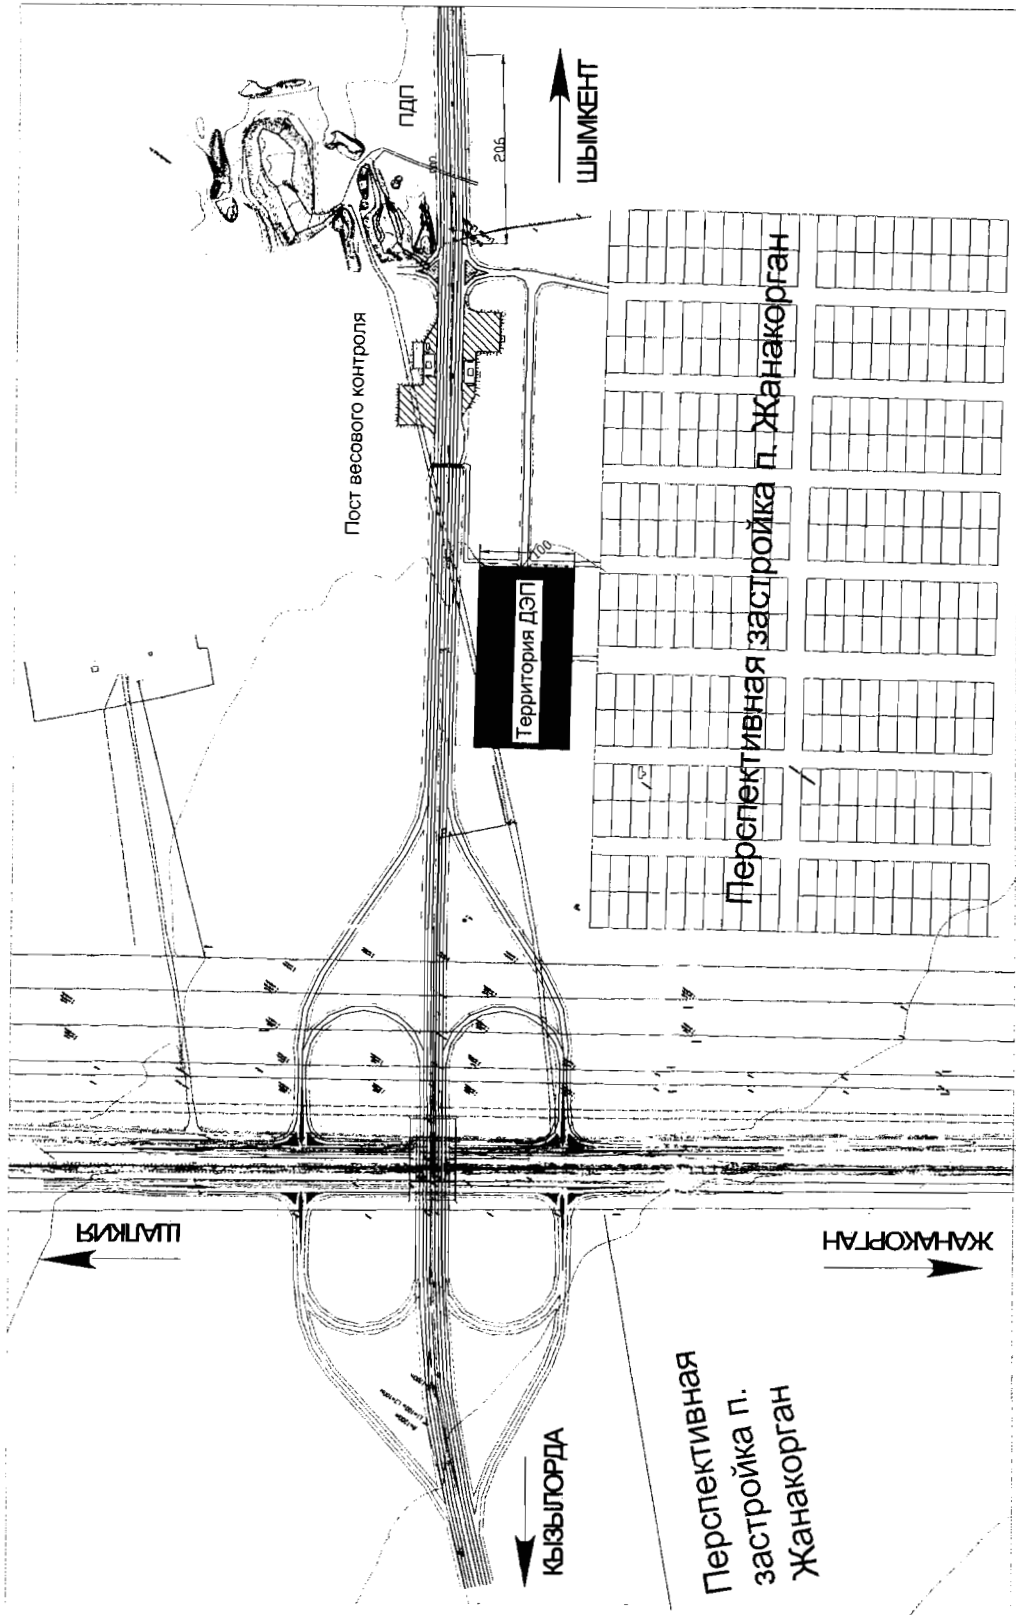 ПДП
206
ШЫМКЕНТ
Пост весового контроля
100
Территория ДЭП
Перспективная застройка п. Жанакорган
ШАЛКИЯ
ЖАНАКОРГАН
КЫЗЫЛОРДА
Перспективная
застройка п.
Жанакорган